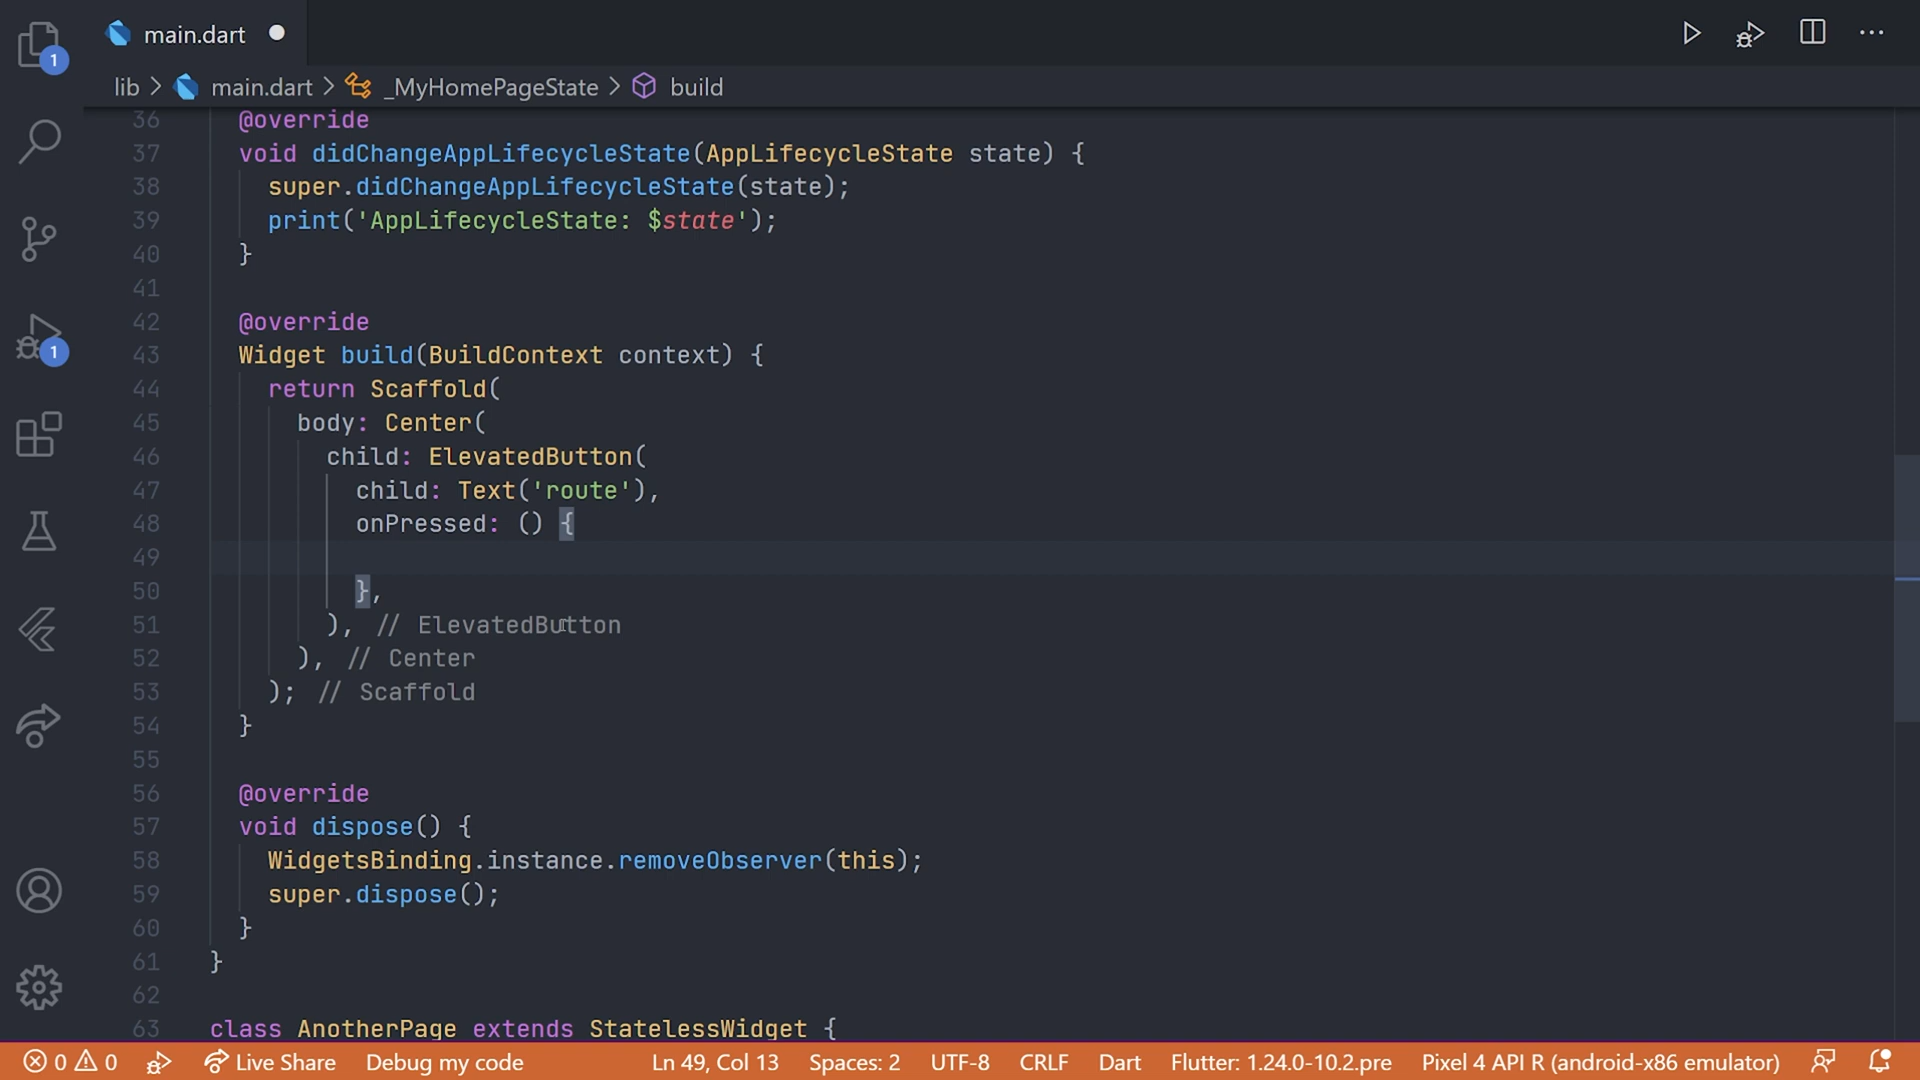 main.dart
lib > main.dart > _MyHomePageState > build
1
36 @override
37 void didChangeAppLifecycleState(AppLifecycleState state) {
38 super.didChangeAppLifecycleState(state);
39 print('AppLifecycleState: $state');
40 }
41
42 @override
43 Widget build(BuildContext context) {
44 return Scaffold(
45 body: Center(
46 child: ElevatedButton(
47 child: Text('route'),
48 onPressed: () {
49
1
50 },
51 ), // ElevatedButton
52 ), // Center
53 ); // Scaffold
54 }
55
56 @override
57 void dispose() {
58 WidgetsBinding.instance.removeObserver(this);
59 super.dispose();
60 }
61 }
62
63 class AnotherPage extends StatelessWidget {
0 0 Live Share Debug my code Ln 49, Col 13 Spaces: 2 UTF-8 CRLF Dart Flutter: 1.24.0-10.2.pre Pixel 4 API R (android-x86 emulator)